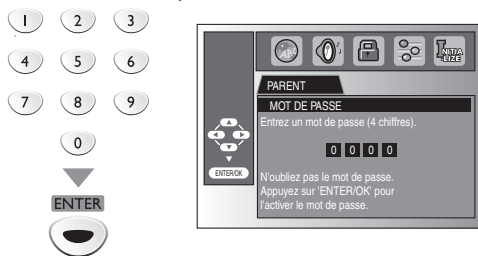 1 2 3
4 5 6
7 8 9
0
ENTER
INITIA
-LIZE
PARENT
MOT DE PASSE
Entrez un mot de passe (4 chiffres).
0 0 0 0
ENTER/OK
N'oubliez pas le mot de passe.
Appuyez sur 'ENTER/OK' pour
l'activer le mot de passe.